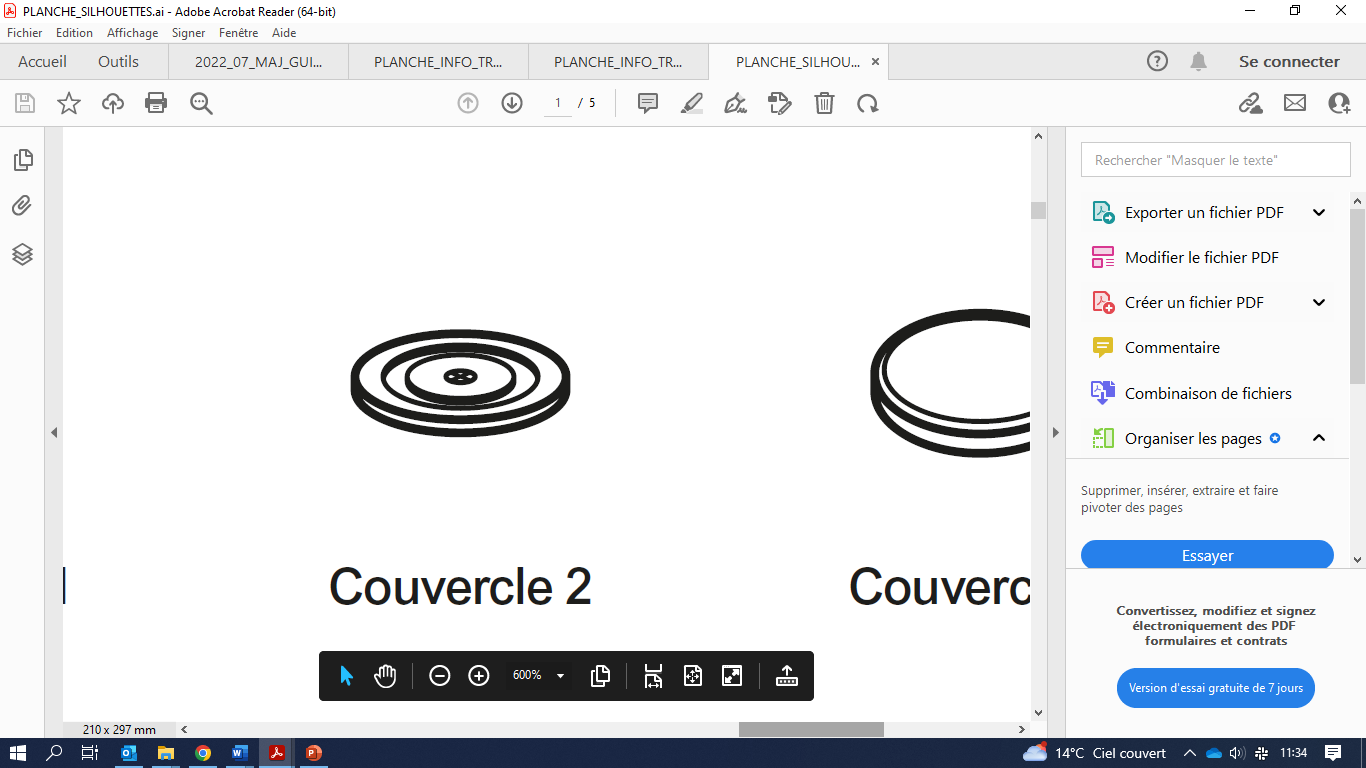 PLANCHE_SILHOUETTES.ai - Adobe Acrobat Reader (64-bit)
Fichier Edition Affichage Signer Fenêtre Aide
Accueil Outils 2022_07_MAJ_GUI... PLANCHE_INFO_TR... PLANCHE_INFO_TR... PLANCHE_SILHOU... × Se connecter
1 / 5
Rechercher "Masquer le texte"
Exporter un fichier PDF
Modifier le fichier PDF
Créer un fichier PDF
Commentaire
Combinaison de fichiers
Organiser les pages
Supprimer, insérer, extraire et faire
pivoter des pages
Essayer
Couvercle 2 Couverc
Convertissez, modifiez et signez
électroniquement des PDF
formulaires et contrats
Version d'essai gratuite de 7 jours
600%
210 x 297 mm
14°C Ciel couvert 11:34